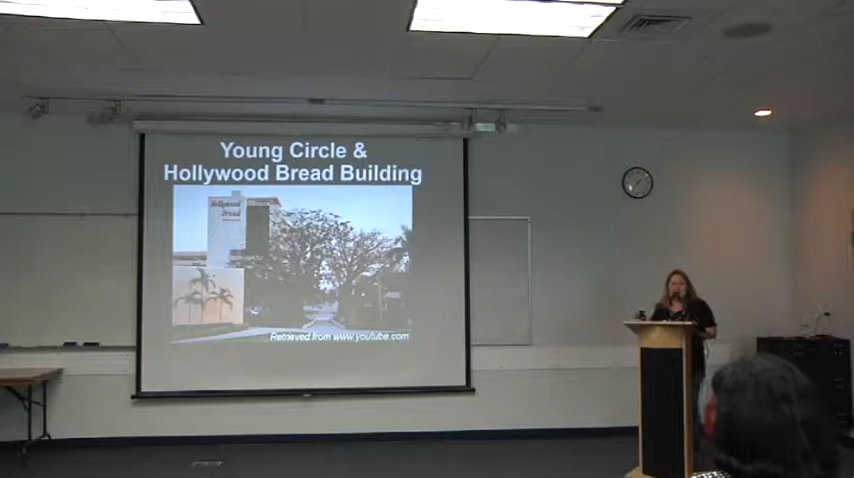 Young Circle &
Hollywood Bread Building
Hollywood
Bread
Retrieved from www.youtube.com